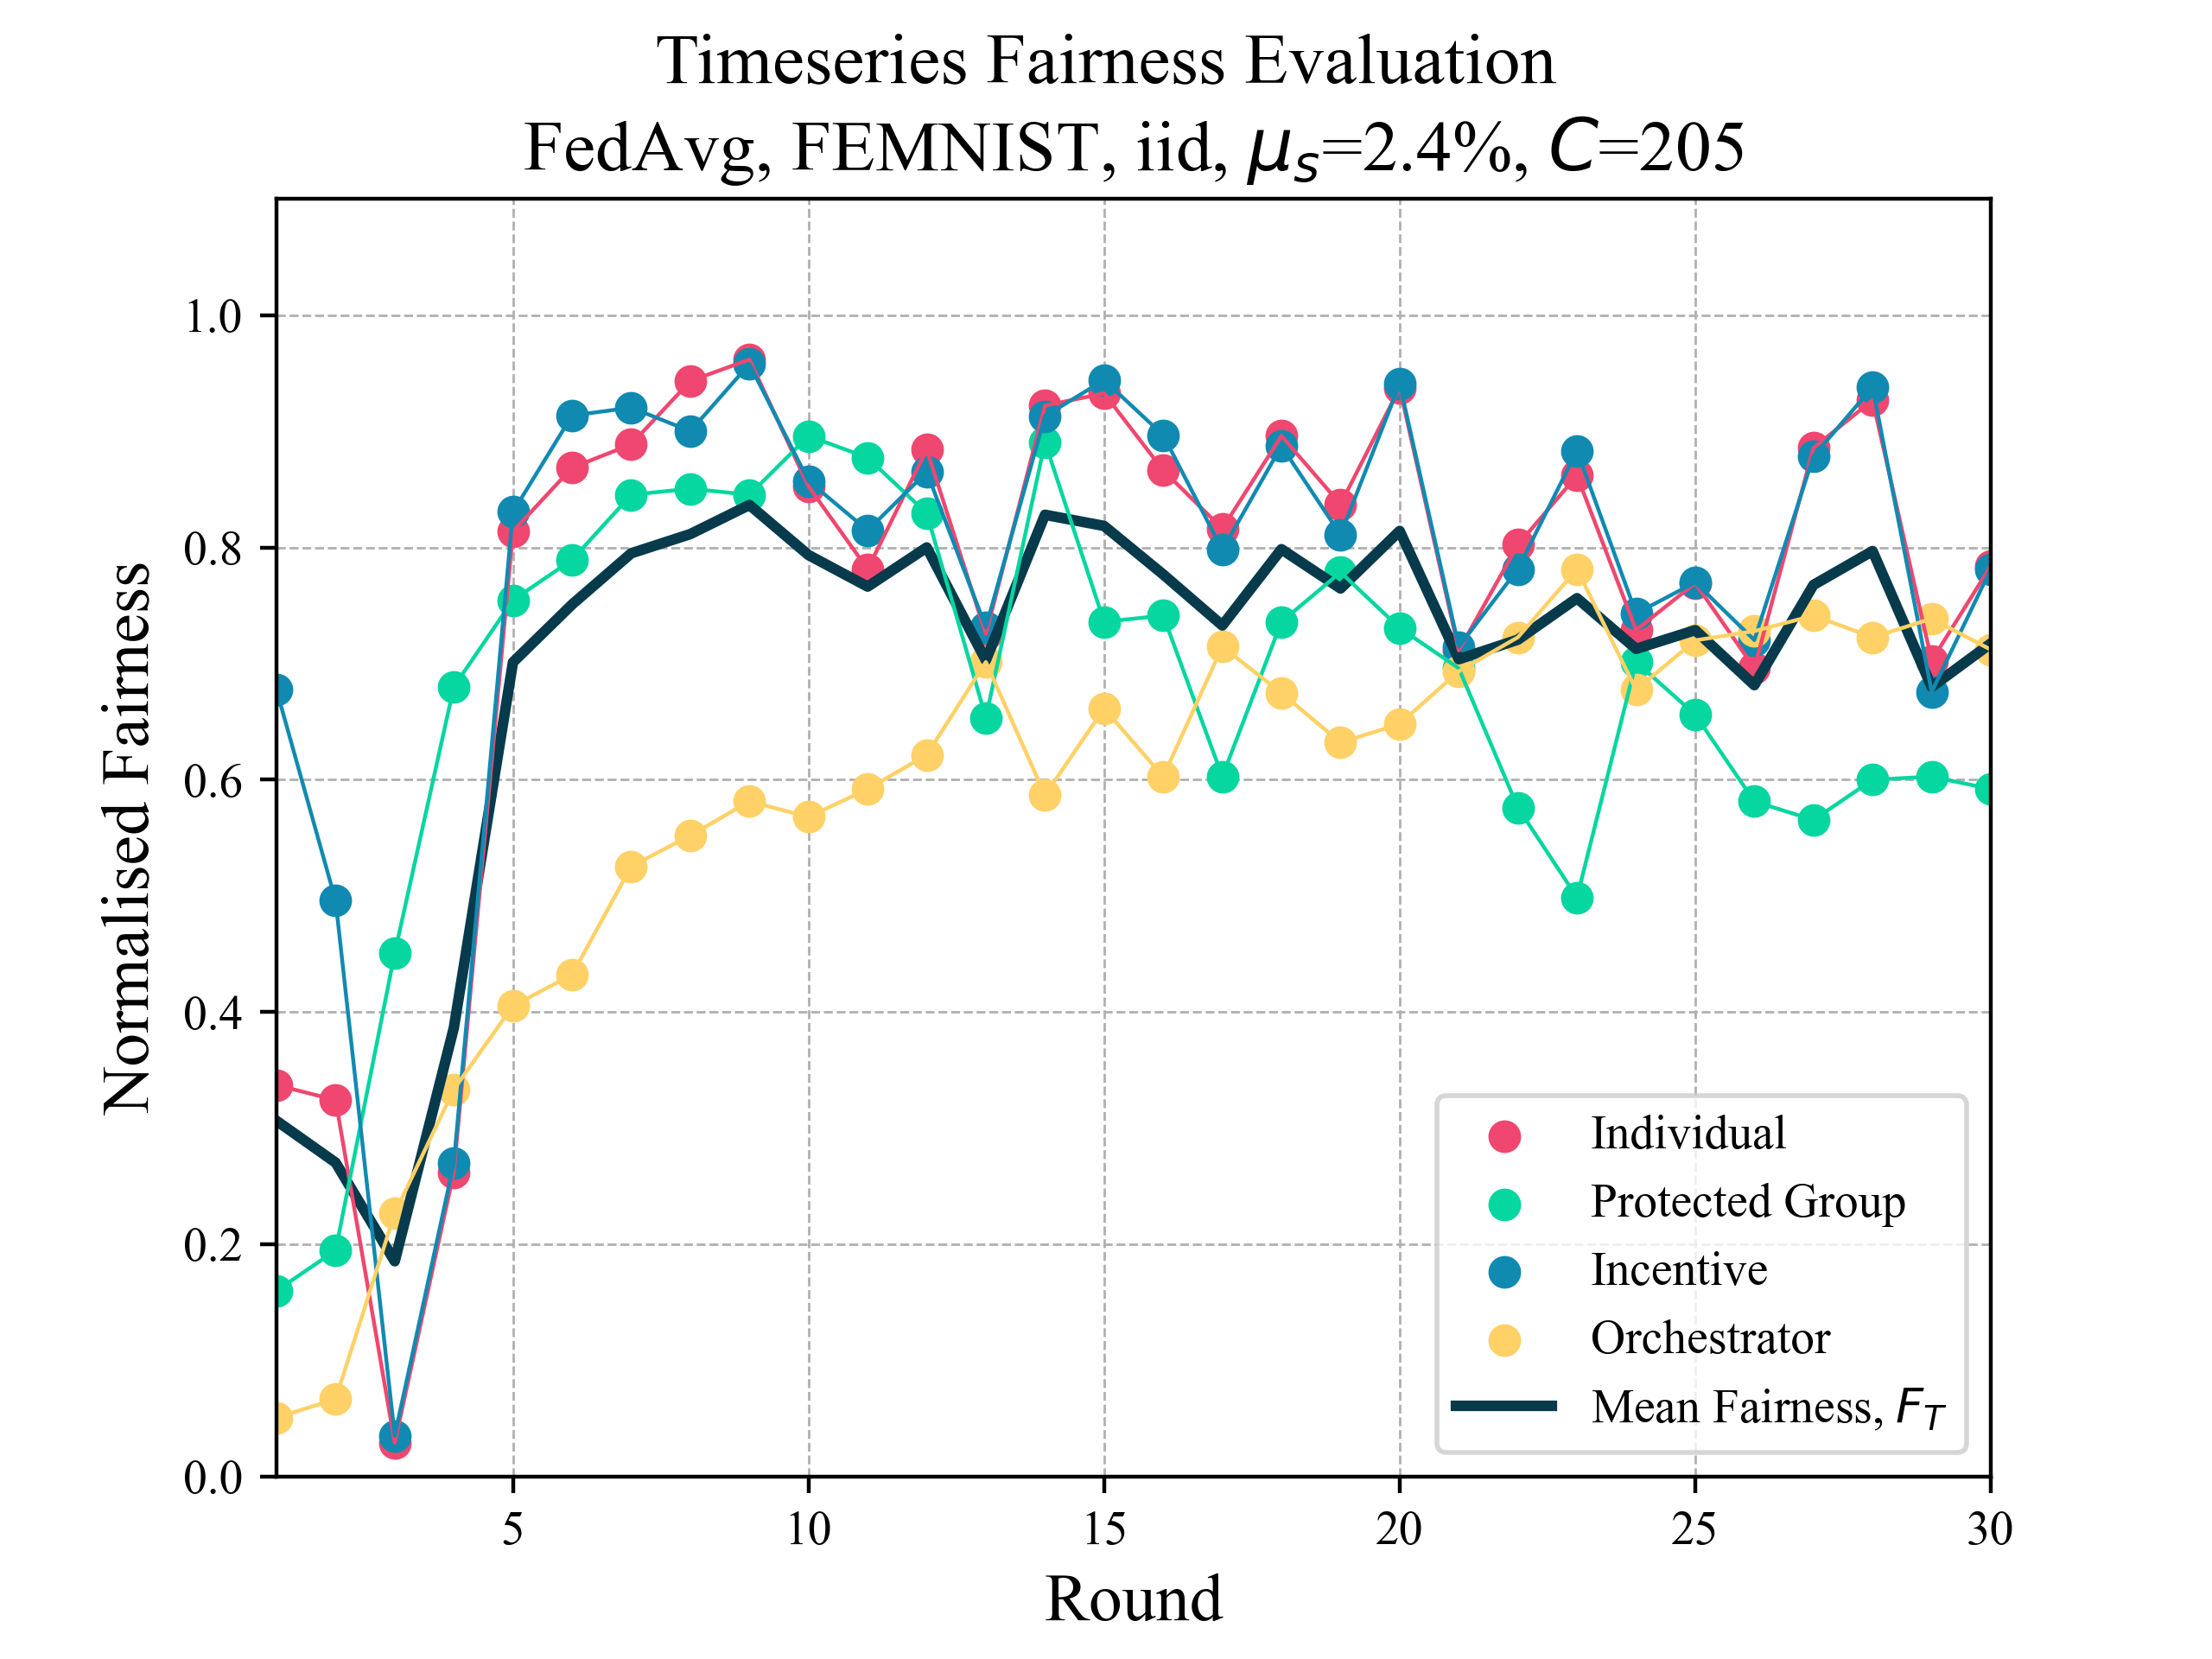 Timeseries Fairness Evaluation
FedAvg, FEMNIST, iid, μₛ=2.4%, C=205
Normalised Fairness
1.0
0.8
0.6
0.4
0.2
0.0
5
10
15
20
25
30
Round
Individual
Protected Group
Incentive
Orchestrator
Mean Fairness, F_T